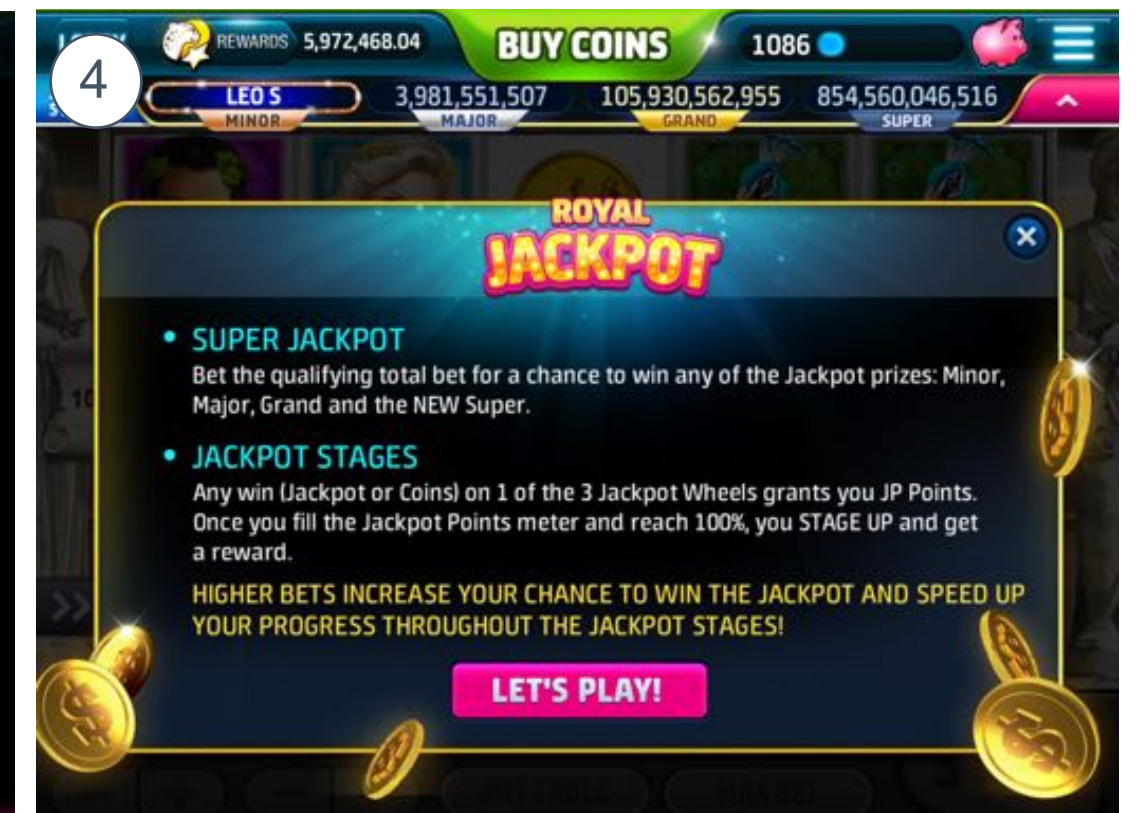 4
REWARDS 5,972,468.04
BUY COINS
1086
LEO S 3,981,551,507 105,930,562,955 854,560,046,516
MINOR MAJOR GRAND SUPER
ROYAL
JACKPOT
• SUPER JACKPOT
Bet the qualifying total bet for a chance to win any of the Jackpot prizes: Minor,
Major, Grand and the NEW Super.
• JACKPOT STAGES
Any win (Jackpot or Coins) on 1 of the 3 Jackpot Wheels grants you JP Points.
Once you fill the Jackpot Points meter and reach 100%, you STAGE UP and get
a reward.
HIGHER BETS INCREASE YOUR CHANCE TO WIN THE JACKPOT AND SPEED UP
YOUR PROGRESS THROUGHOUT THE JACKPOT STAGES!
LET'S PLAY!
PAY TABLE MAX BET